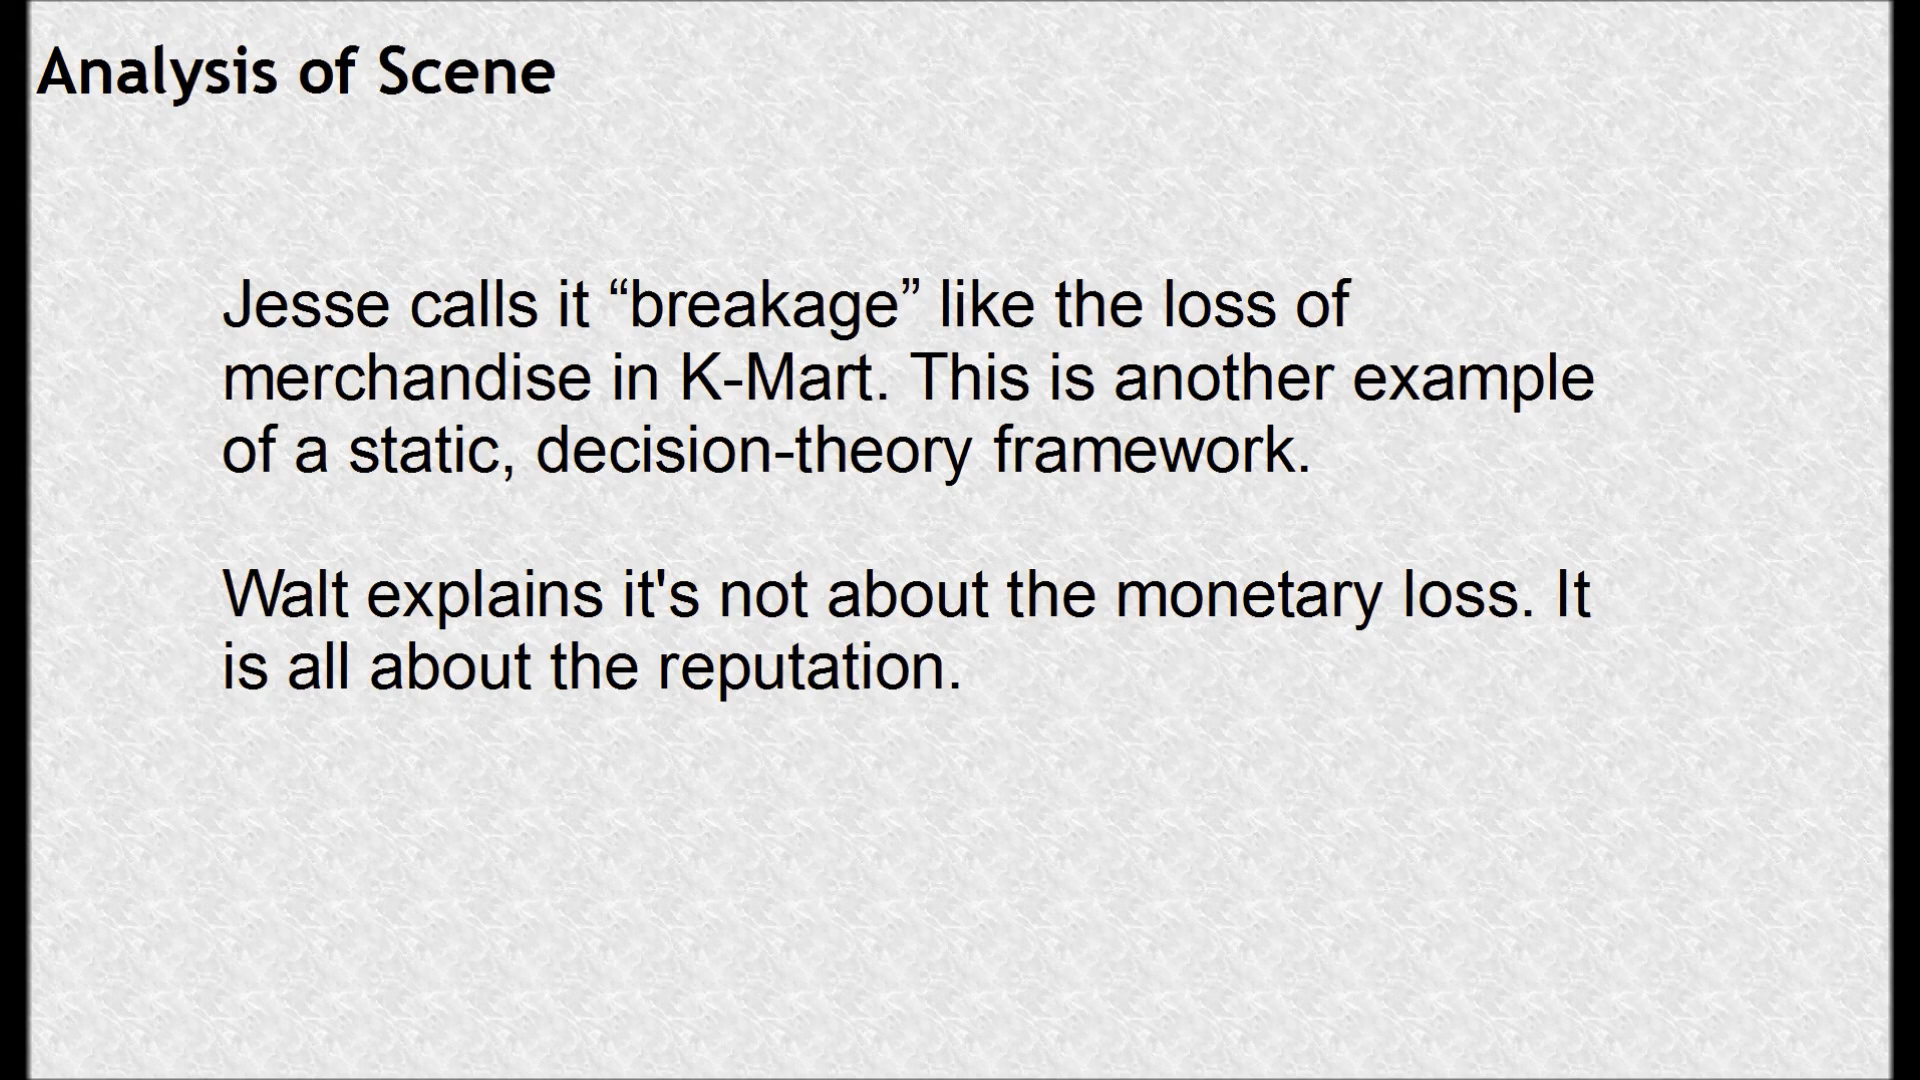 Analysis of Scene
Jesse calls it “breakage” like the loss of
merchandise in K-Mart. This is another example
of a static, decision-theory framework.
Walt explains it's not about the monetary loss. It
is all about the reputation.